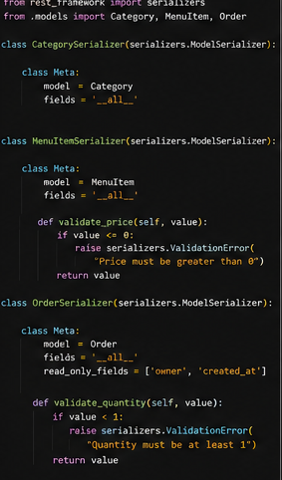 from rest_framework import serializers
from .models import Category, MenuItem, Order
class CategorySerializer(serializers.ModelSerializer):
class Meta:
model = Category
fields = '__all__'
class MenuItemSerializer(serializers.ModelSerializer):
class Meta:
model = MenuItem
fields = '__all__'
def validate_price(self, value):
if value <= 0:
raise serializers.ValidationError(
"Price must be greater than 0")
return value
class OrderSerializer(serializers.ModelSerializer):
class Meta:
model = Order
fields = '__all__'
read_only_fields = ['owner', 'created_at']
def validate_quantity(self, value):
if value < 1:
raise serializers.ValidationError(
"Quantity must be at least 1")
return value